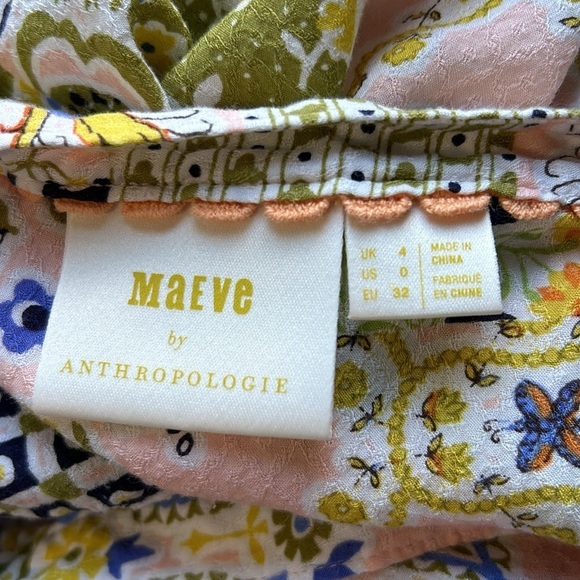 MaEVe
by
ANTHROPOLOGIE
UK 4
US 0
EU 32
MADE IN
CHINA
FABRIQUÉ
EN CHINE